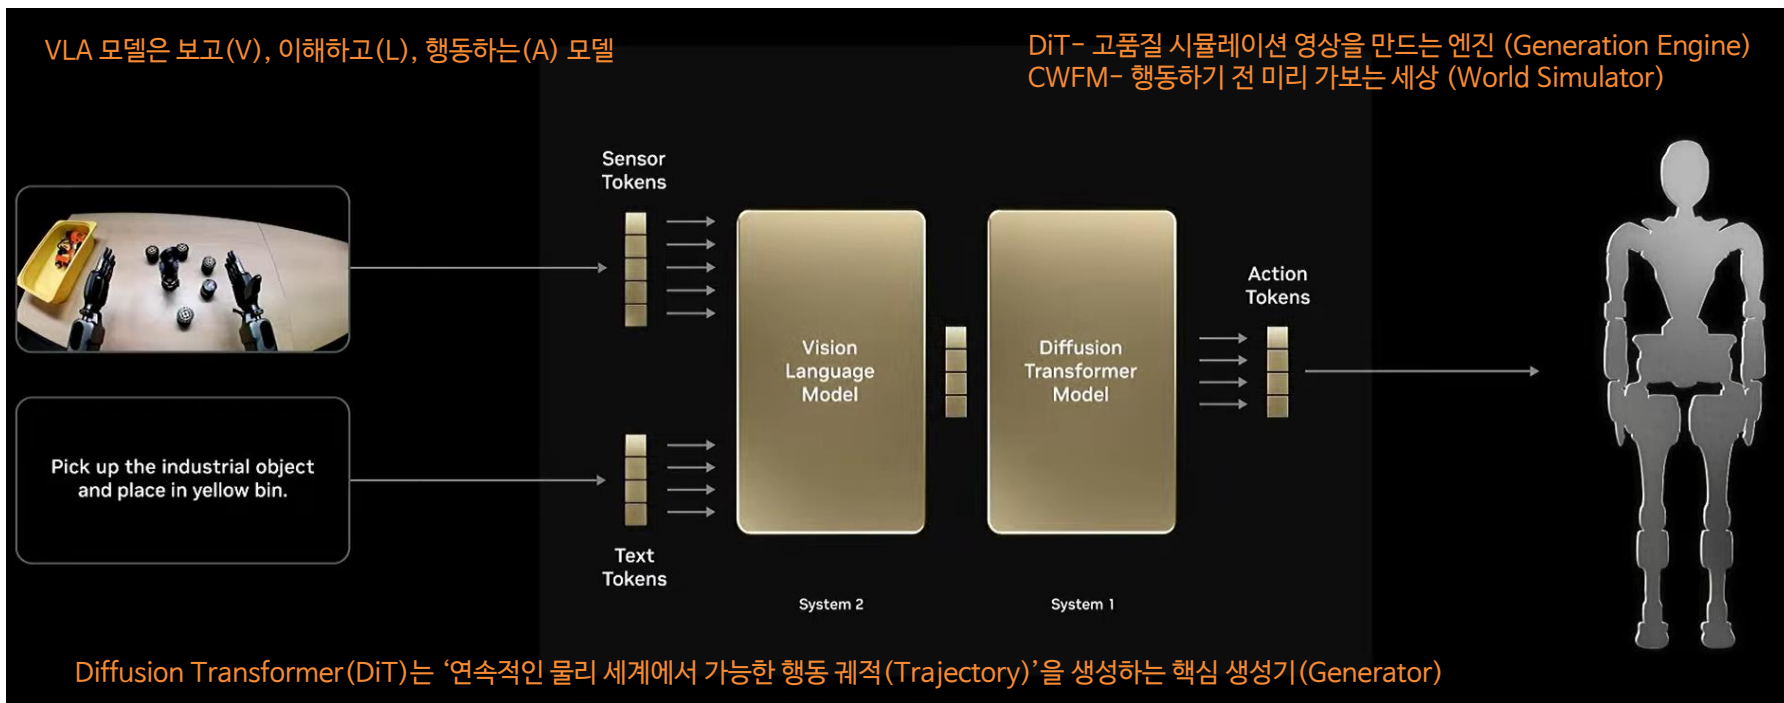 VLA 모델은 보고(V), 이해하고(L), 행동하는(A) 모델
DiT- 고품질 시뮬레이션 영상을 만드는 엔진 (Generation Engine)
CWFM- 행동하기 전 미리 가보는 세상 (World Simulator)
Sensor
Tokens
Vision
Language
Model
Diffusion
Transformer
Model
Action
Tokens
Pick up the industrial object
and place in yellow bin.
Text
Tokens
System 2
System 1
Diffusion Transformer(DiT)는 ‘연속적인 물리 세계에서 가능한 행동 궤적(Trajectory)’을 생성하는 핵심 생성기(Generator)